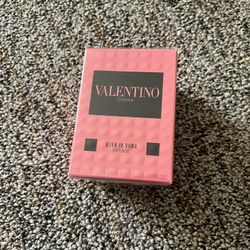 VALENTINO
DONNA
BORN IN ROMA
INTENSE